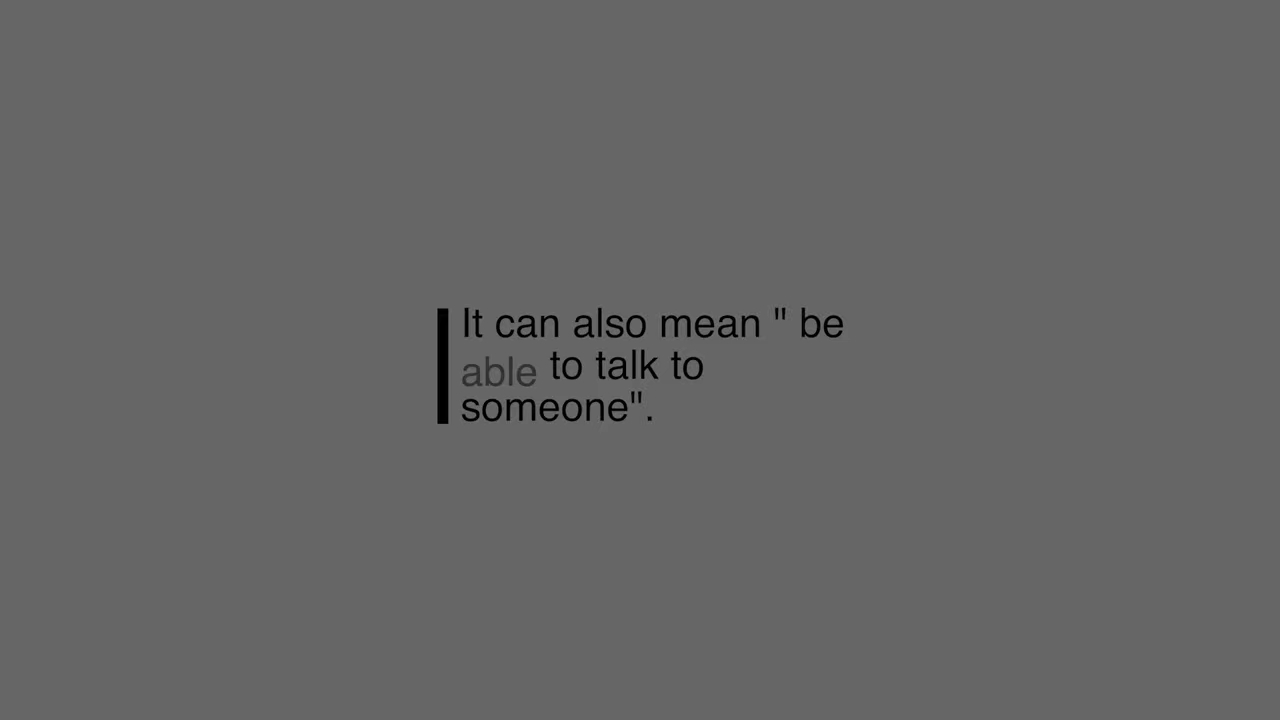 It can also mean " be
able to talk to
someone".